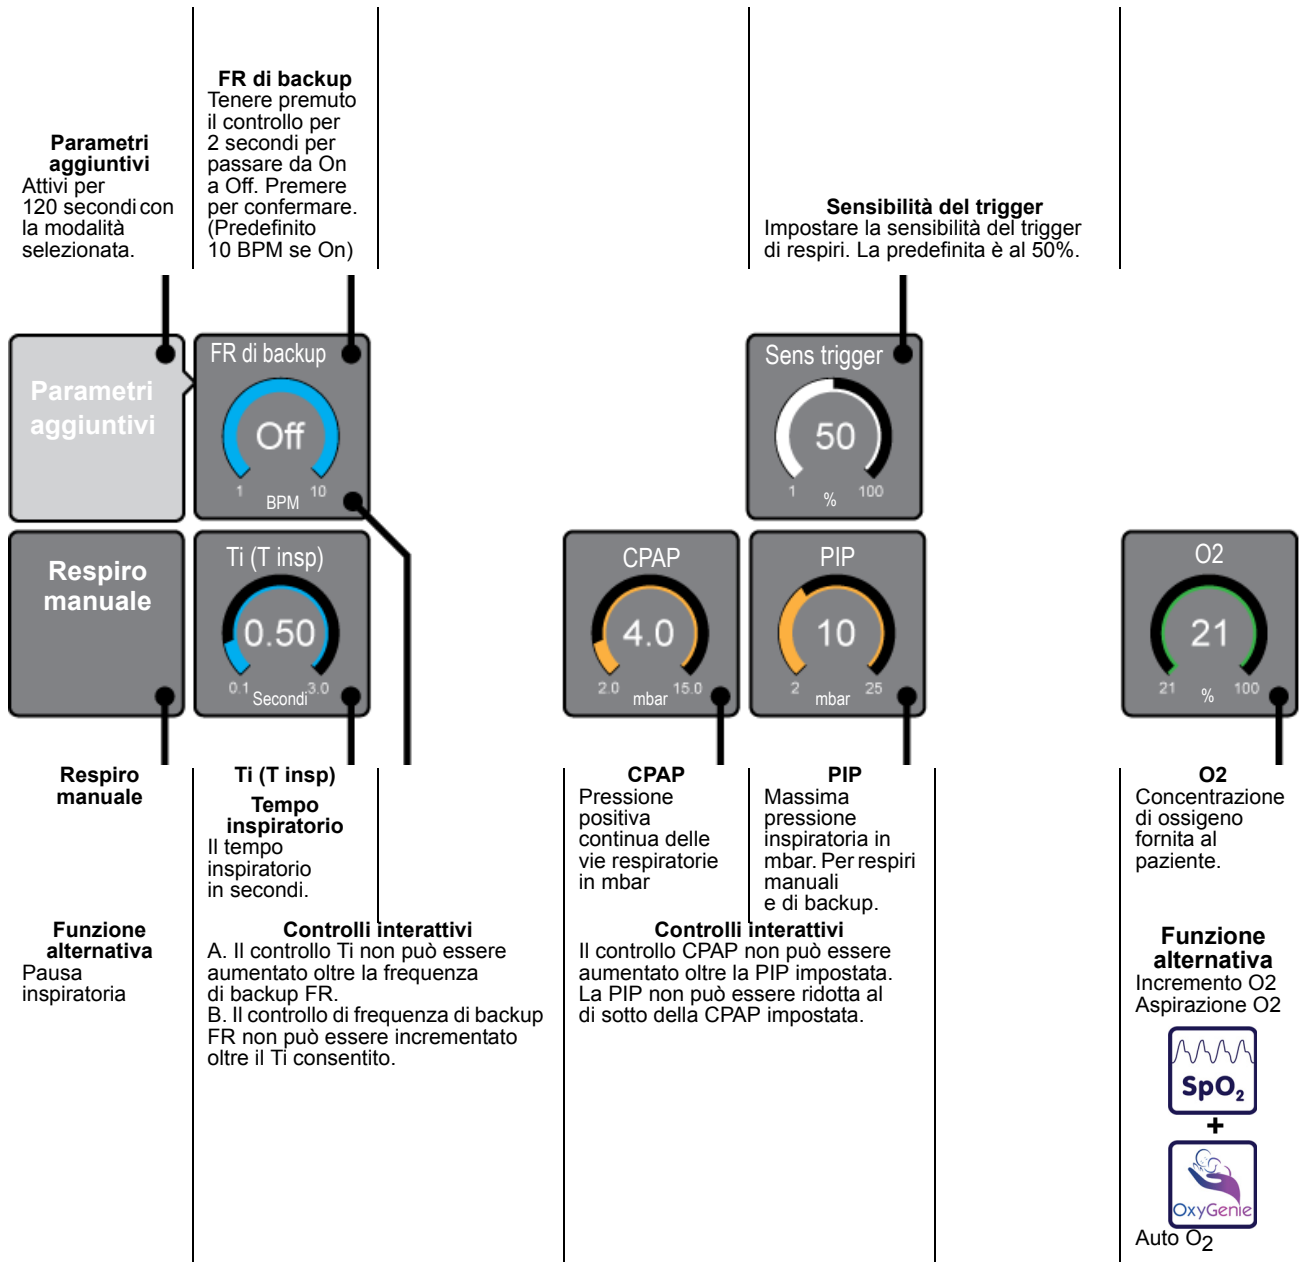 FR di backup
Tenere premuto
il controllo per
2 secondi per
passare da On
a Off. Premere
per confermare.
(Predefinito
10 BPM se On)
Parametri
aggiuntivi
Attivi per
120 secondi con
la modalità
selezionata.
Sensibilità del trigger
Impostare la sensibilità del trigger
di respiri. La predefinita è al 50%.
Parametri
aggiuntivi
FR di backup
Off
1 10
BPM
Sens trigger
50
1 100
%
Respiro
manuale
Ti (T insp)
0.50
0.1 3.0
Secondi
CPAP
4.0
2.0 15.0
mbar
PIP
10
2 25
mbar
O2
21
21 100
%
Respiro
manuale
Ti (T insp)
Tempo
inspiratorio
Il tempo
inspiratorio
in secondi.
CPAP
Pressione
positiva
continua delle
vie respiratorie
in mbar
PIP
Massima
pressione
inspiratoria in
mbar. Per respiri
manuali
e di backup.
O2
Concentrazione
di ossigeno
fornita al
paziente.
Funzione
alternativa
Pausa
inspiratoria
Controlli interattivi
A. Il controllo Ti non può essere
aumentato oltre la frequenza
di backup FR.
B. Il controllo di frequenza di backup
FR non può essere incrementato
oltre il Ti consentito.
Controlli interattivi
Il controllo CPAP non può essere
aumentato oltre la PIP impostata.
La PIP non può essere ridotta al
di sotto della CPAP impostata.
Funzione
alternativa
Incremento O2
Aspirazione O2
SpO2
+
OxyGenie
Auto O2